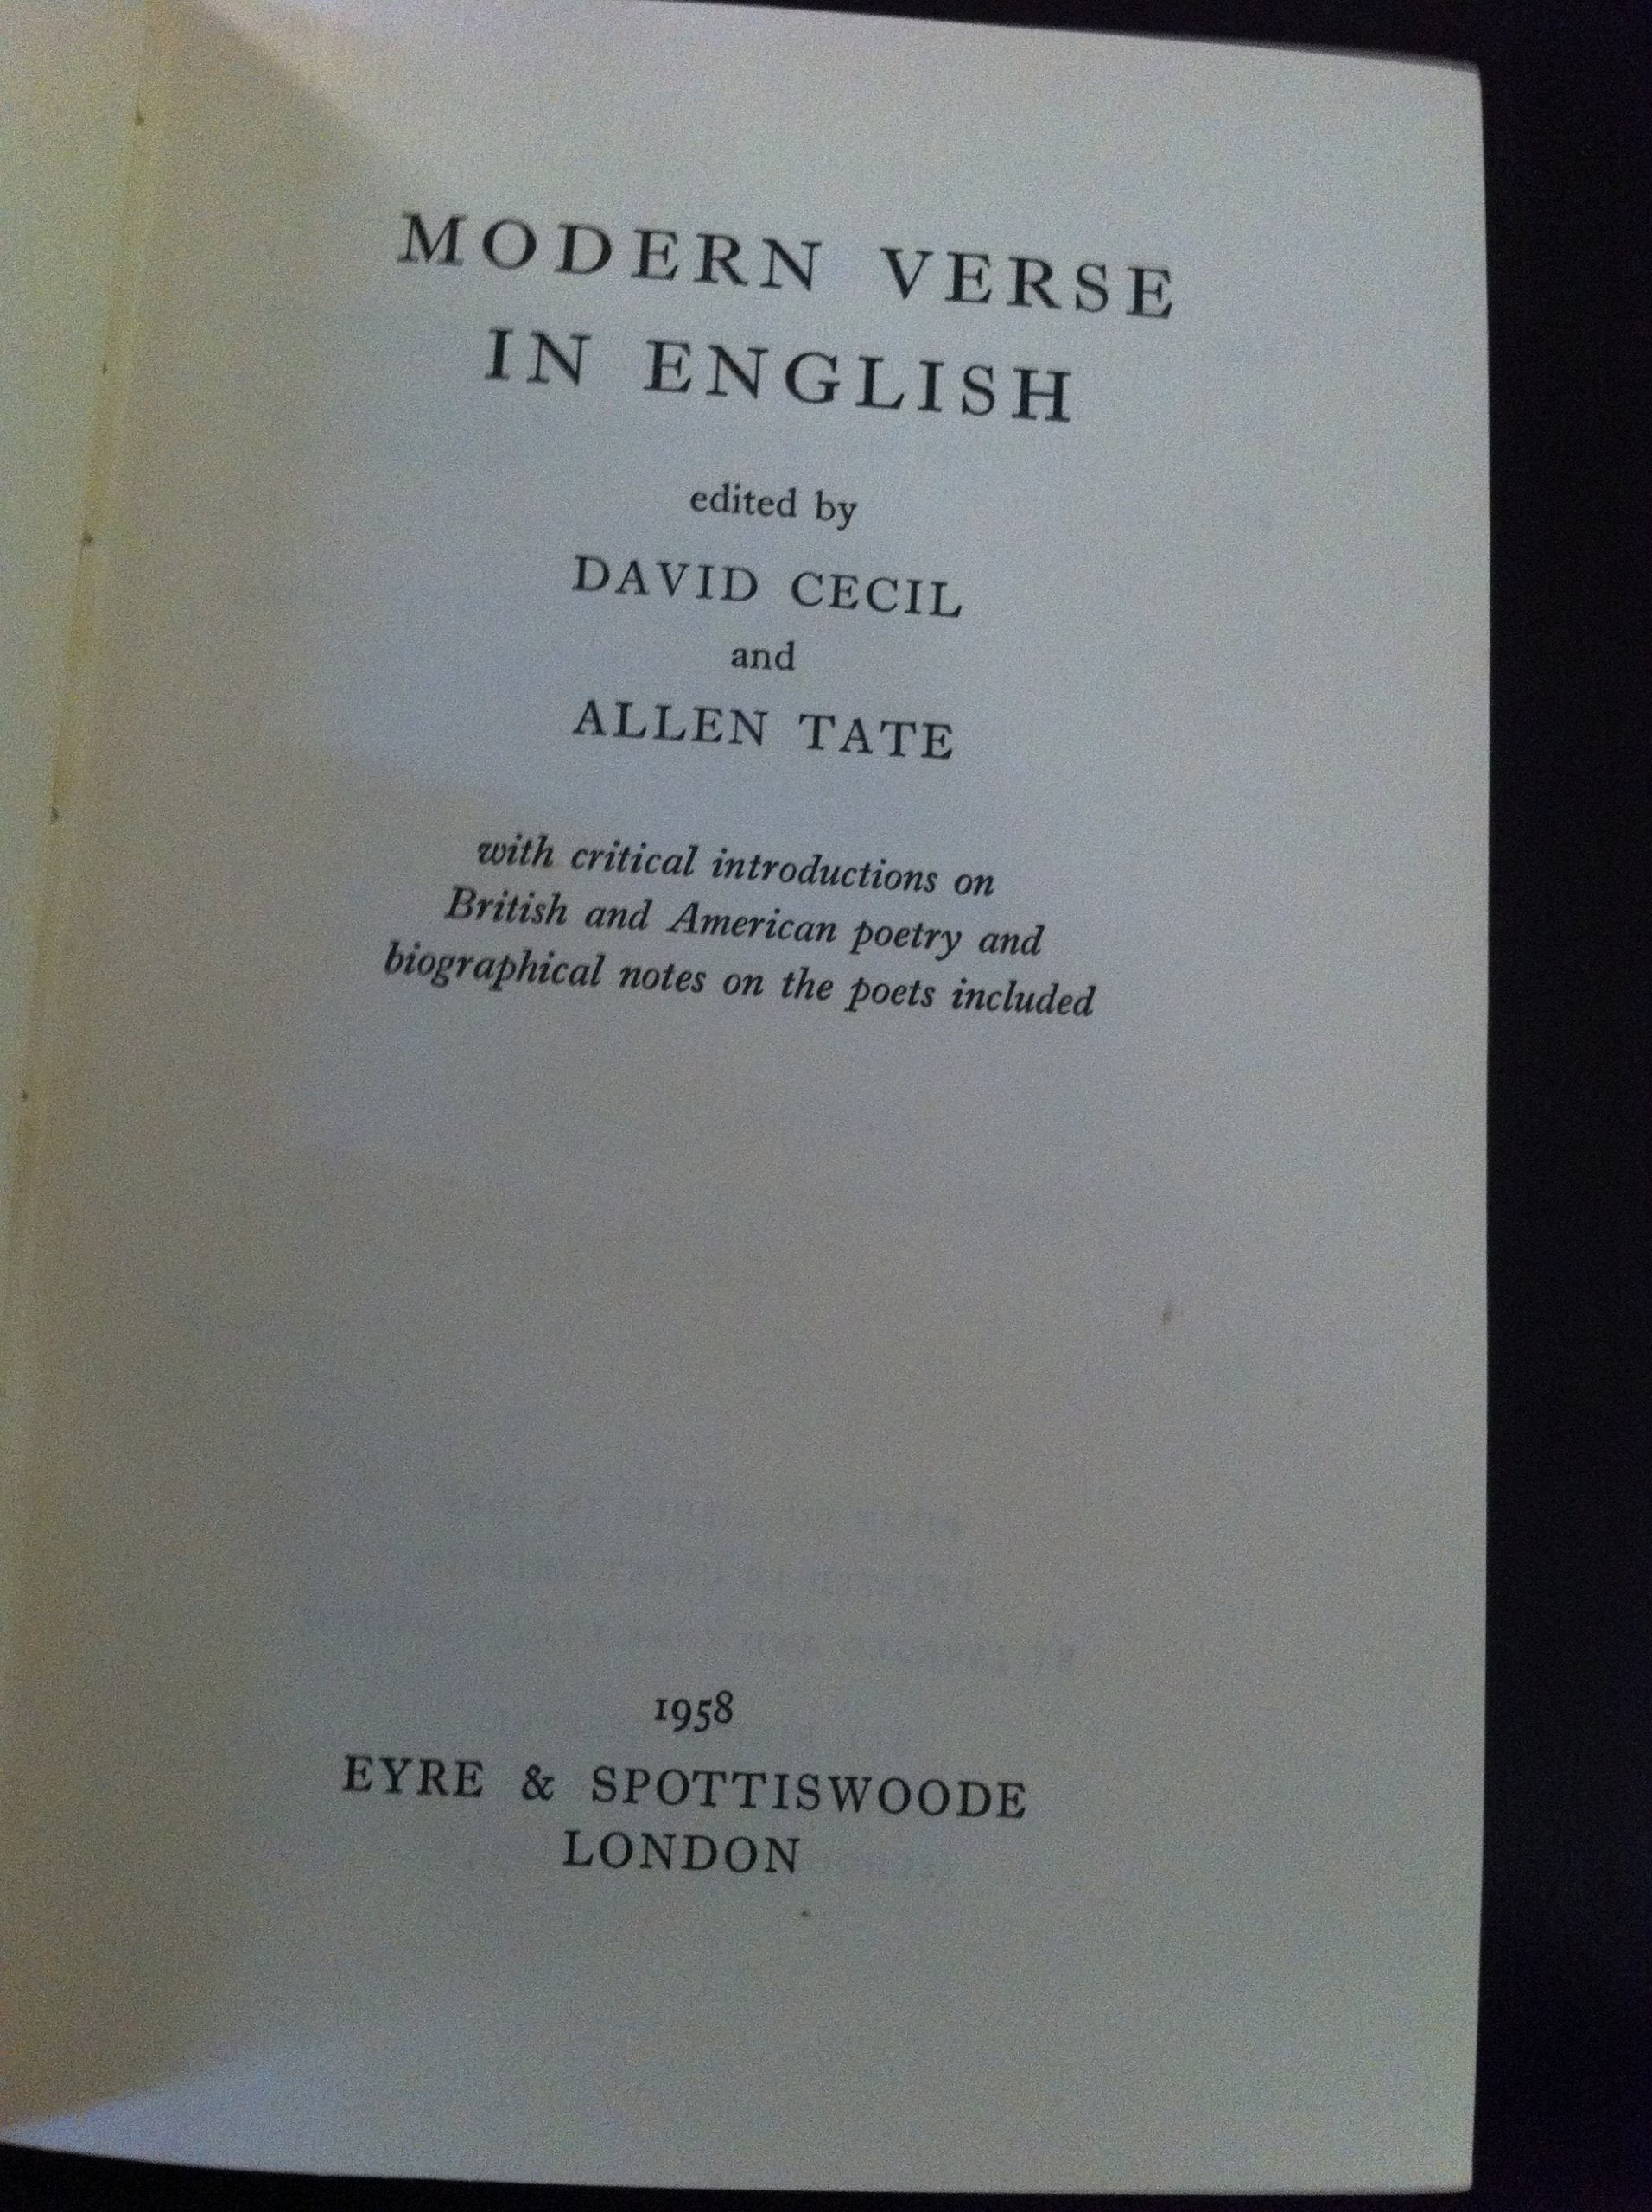 MODERN VERSE
IN ENGLISH
edited by
DAVID CECIL
and
ALLEN TATE
with critical introductions on
British and American poetry and
biographical notes on the poets included
1958
EYRE & SPOTTISWOODE
LONDON